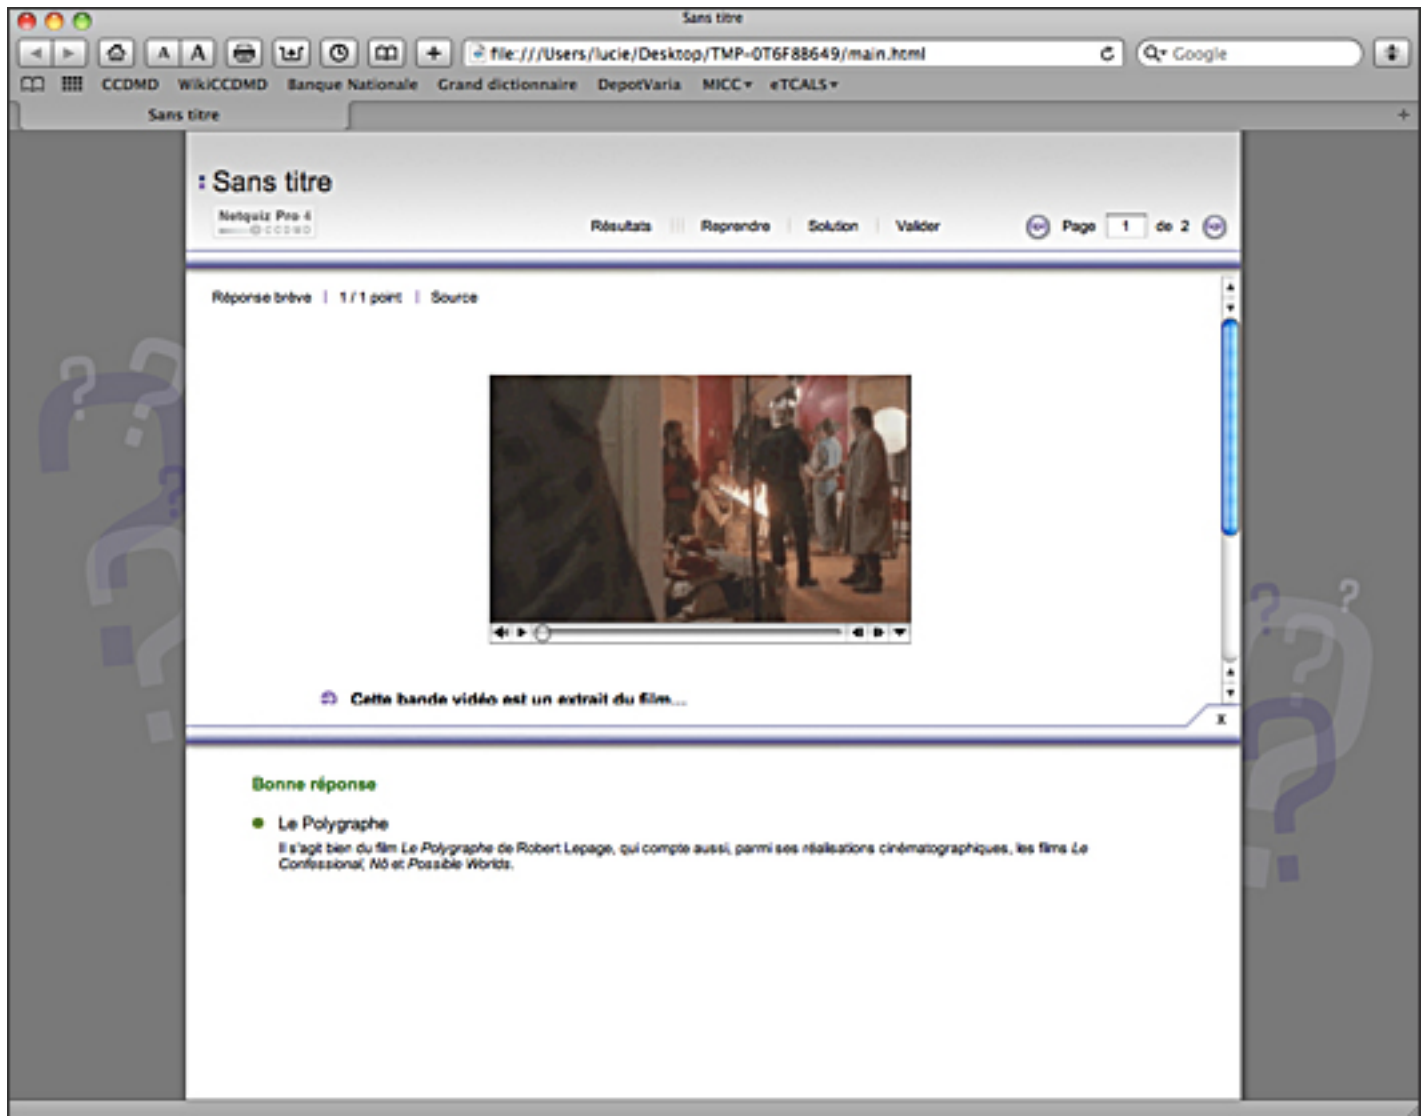 Sans titre
A A + file:///Users/lucie/Desktop/TMP-0T6F88649/main.html Google
CCDMD WikiCCDMD Banque Nationale Grand dictionnaire DepotVaria MICC eTCALS
Sans titre +
Sans titre
Netquiz Pro 4
CCDMD
Résultats Reprendre Solution Valider Page 1 de 2
Réponse brève | 1 / 1 point | Source
Cette bande vidéo est un extrait du film...
X
Bonne réponse
Le Polygraphe
Il s'agit bien du film Le Polygraphe de Robert Lepage, qui compte aussi, parmi ses réalisations cinématographiques, les films Le
Confessional, Nô et Possible Worlds.